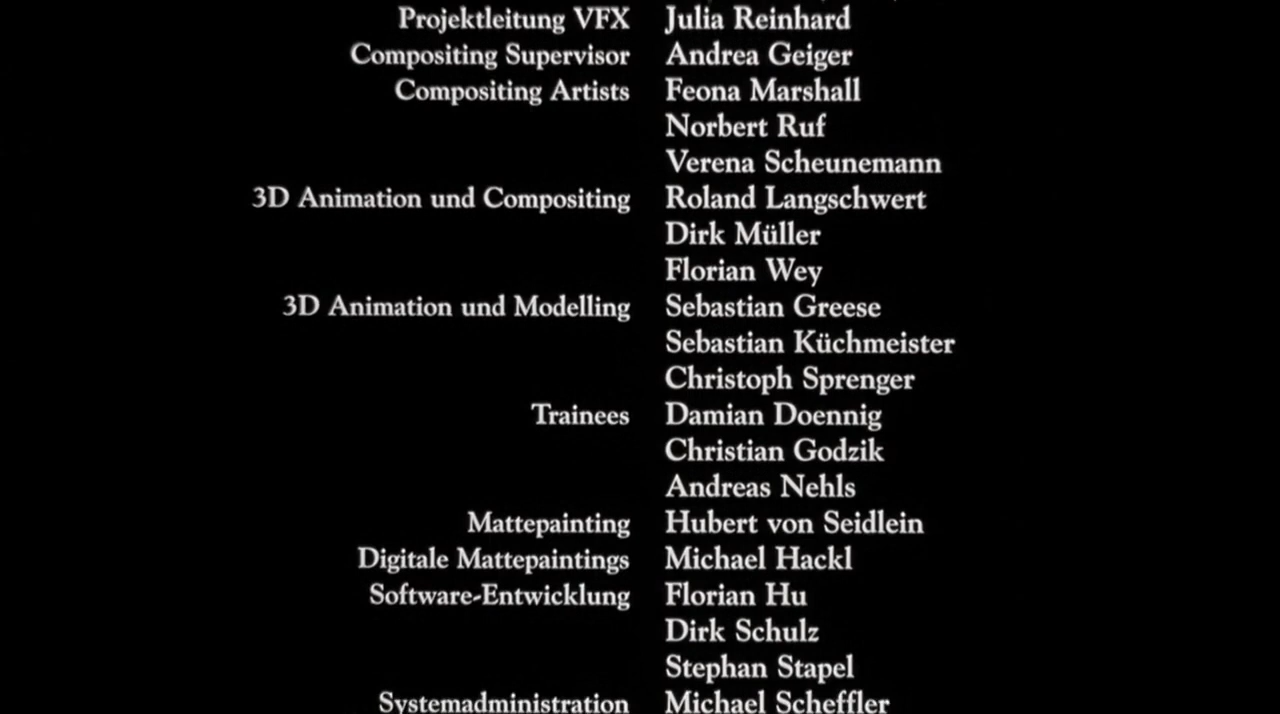 Projektleitung VFX Julia Reinhard
Compositing Supervisor Andrea Geiger
Compositing Artists Feona Marshall
Norbert Ruf
Verena Scheunemann
3D Animation und Compositing Roland Langschwert
Dirk Müller
Florian Wey
3D Animation und Modelling Sebastian Greese
Sebastian Küchmeister
Christoph Sprenger
Trainees Damian Doennig
Christian Godzik
Andreas Nehls
Mattepainting Hubert von Seidlein
Digitale Mattepaintings Michael Hackl
Software-Entwicklung Florian Hu
Dirk Schulz
Stephan Stapel
Systemadministration Michael Scheffler